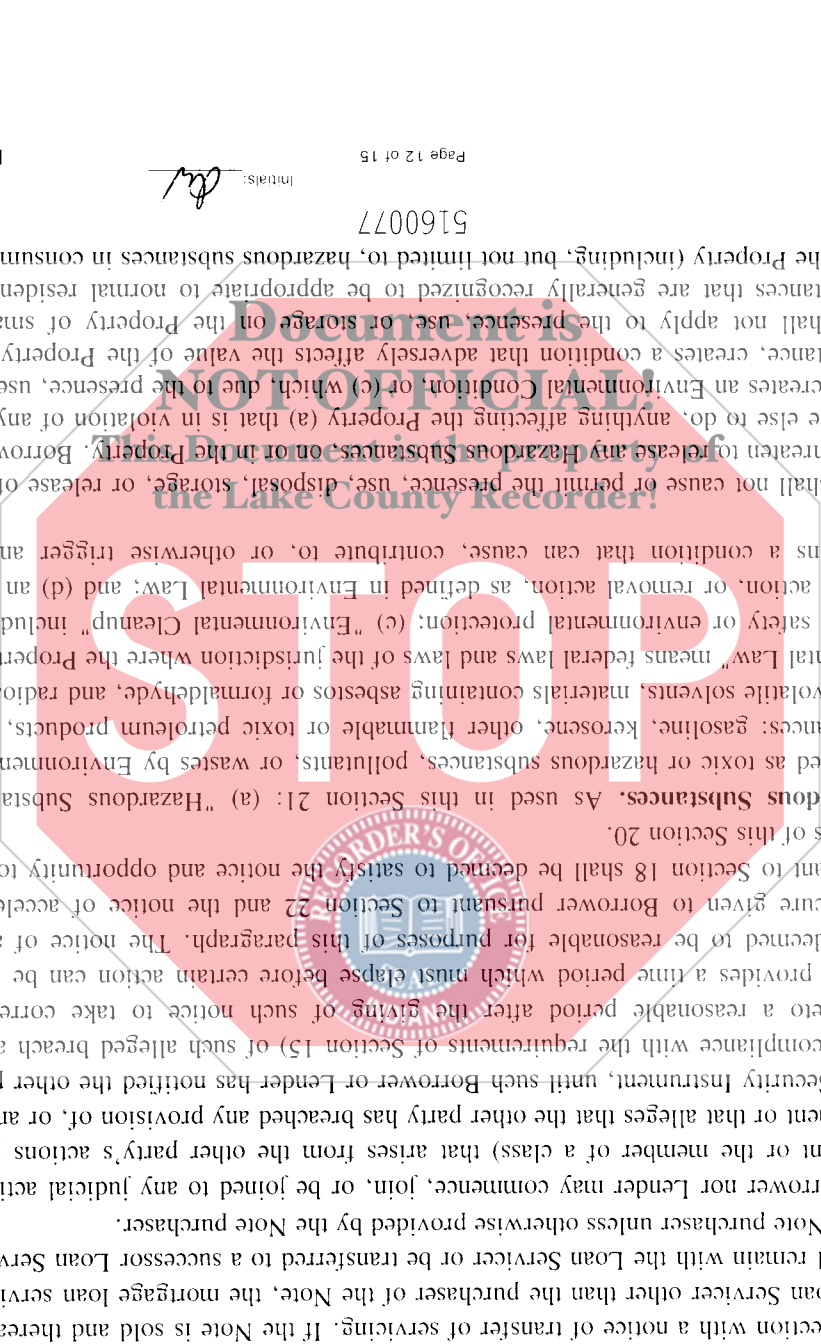 ection with a notice of transfer of servicing. If the Note is sold and therea
oan Servicer other than the purchaser of the Note, the mortgage loan servi
l remain with the Loan Servicer or be transferred to a successor Loan Serv
Note purchaser unless otherwise provided by the Note purchaser.
rrower nor Lender may commence, join, or be joined to any judicial acti
nt or the member of a class) that arises from the other party's actions
nent or that alleges that the other party has breached any provision of, or an
Security Instrument, until such Borrower or Lender has notified the other p
compliance with the requirements of Section 15) of such alleged breach a
eto a reasonable period after the giving of such notice to take corre
provides a time period which must elapse before certain action can be
deemed to be reasonable for purposes of this paragraph. The notice of a
cure given to Borrower pursuant to Section 22 and the notice of accele
ant to Section 18 shall be deemed to satisfy the notice and opportunity to
s of this Section 20.
dous Substances. As used in this Section 21: (a) "Hazardous Substa
ed as toxic or hazardous substances, pollutants, or wastes by Environmen
ances: gasoline, kerosene, other flammable or toxic petroleum products,
volatile solvents, materials containing asbestos or formaldehyde, and radioa
ntal Law" means federal laws and laws of the jurisdiction where the Propert
safety or environmental protection; (c) "Environmental Cleanup" includ
action, or removal action, as defined in Environmental Law; and (d) an
ns a condition that can cause, contribute to, or otherwise trigger an
shall not cause or permit the presence, use, disposal, storage, or release of
nreaten to release any Hazardous Substances, on or in the Property. Borrow
e else to do, anything affecting the Property (a) that is in violation of any
creates an Environmental Condition, or (c) which, due to the presence, use
tance, creates a condition that adversely affects the value of the Property
hall not apply to the presence, use, or storage on the Property of sma
tances that are generally recognized to be appropriate to normal residen
he Property (including, but not limited to, hazardous substances in consum
5160077
Initials:
Page 12 of 15
Document is
NOT OFFICIAL!
This Document is the property of
the Lake County Recorder!
STOP
RECORDER'S OFFICE
SEAL
INDIANA